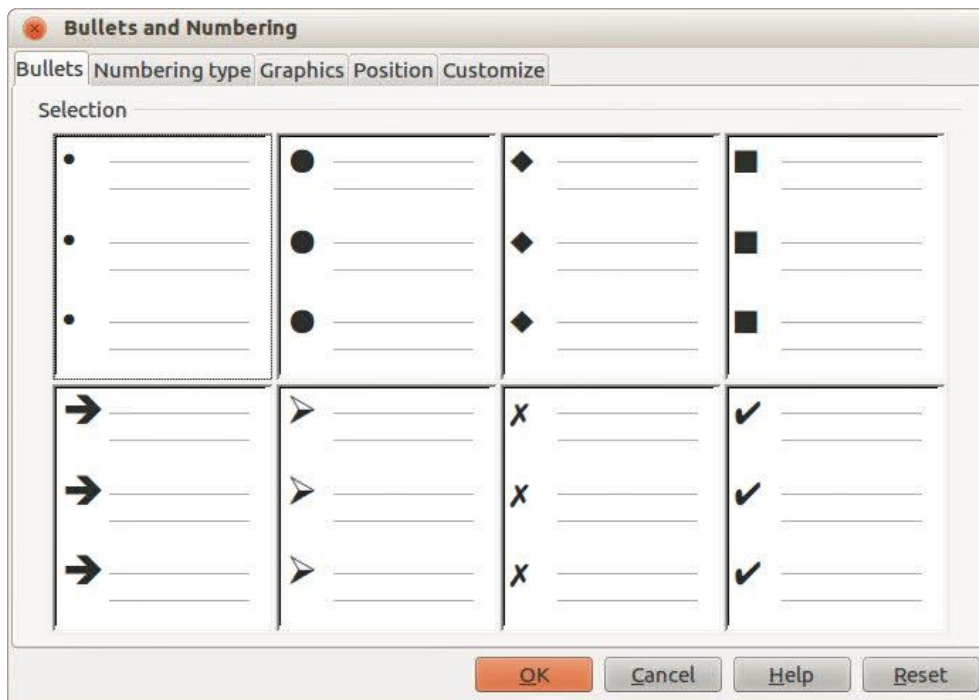 Bullets and Numbering
Bullets Numbering type Graphics Position Customize
Selection
OK Cancel Help Reset